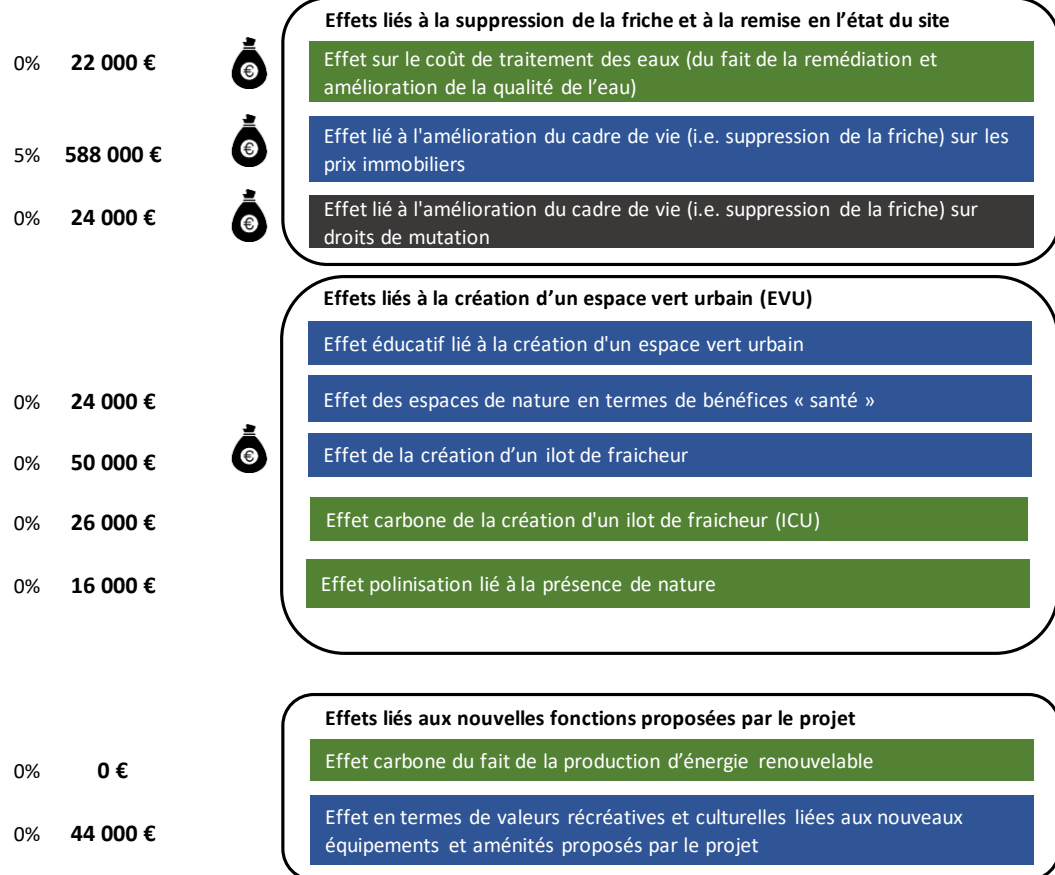 Effets liés à la suppression de la friche et à la remise en l’état du site
0% 22 000 € € Effet sur le coût de traitement des eaux (du fait de la remédiation et
amélioration de la qualité de l’eau)
5% 588 000 € € Effet lié à l'amélioration du cadre de vie (i.e. suppression de la friche) sur les
prix immobiliers
0% 24 000 € € Effet lié à l'amélioration du cadre de vie (i.e. suppression de la friche) sur
droits de mutation
Effets liés à la création d’un espace vert urbain (EVU)
Effet éducatif lié à la création d'un espace vert urbain
0% 24 000 € Effet des espaces de nature en termes de bénéfices « santé »
0% 50 000 € € Effet de la création d’un ilot de fraicheur
0% 26 000 € Effet carbone de la création d'un ilot de fraicheur (ICU)
0% 16 000 € Effet polinisation lié à la présence de nature
Effets liés aux nouvelles fonctions proposées par le projet
0% 0 € Effet carbone du fait de la production d’énergie renouvelable
0% 44 000 € Effet en termes de valeurs récréatives et culturelles liées aux nouveaux
équipements et aménités proposés par le projet